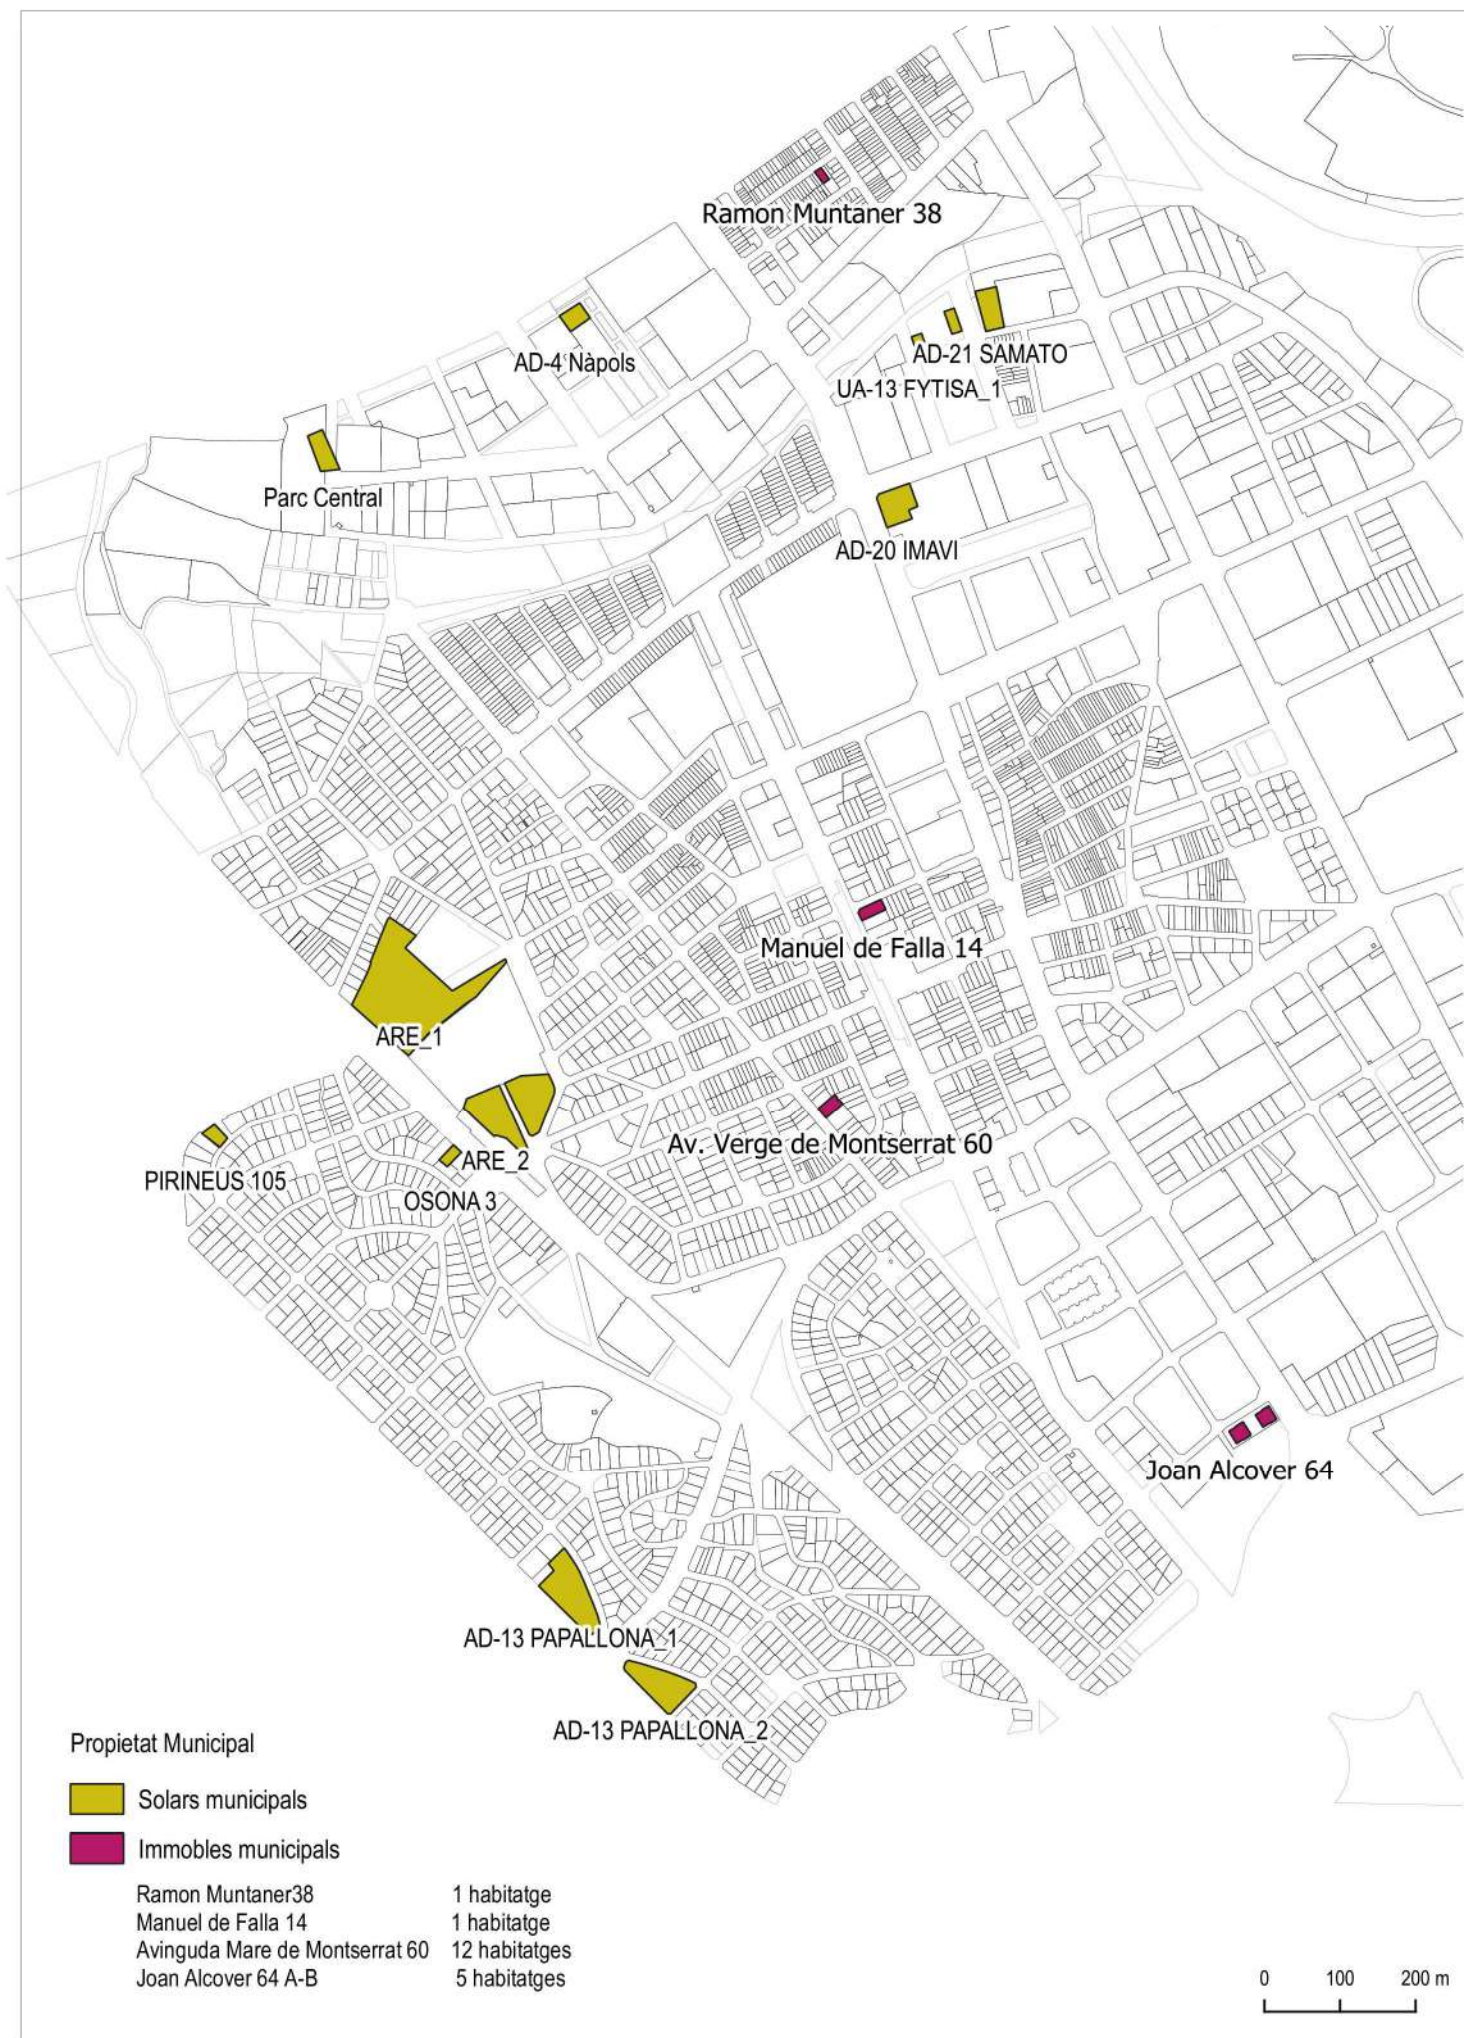 Ramon Muntaner 38
AD-4 Nàpols
AD-21 SAMATO
UA-13 FYTISA_1
Parc Central
AD-20 IMAVI
Manuel de Falla 14
ARE_1
Av. Verge de Montserrat 60
ARE_2
PIRINEUS 105
OSONA 3
Joan Alcover 64
AD-13 PAPALLONA_1
AD-13 PAPALLONA_2
Propietat Municipal
Solars municipals
Immobles municipals
Ramon Muntaner38 1 habitatge
Manuel de Falla 14 1 habitatge
Avinguda Mare de Montserrat 60 12 habitatges
Joan Alcover 64 A-B 5 habitatges
0 100 200 m